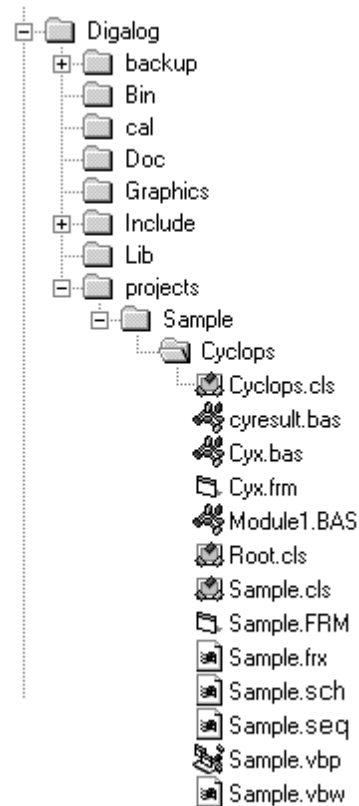 Digalog
backup
Bin
cal
Doc
Graphics
Include
Lib
projects
Sample
Cyclops
Cyclops.cls
cyresult.bas
Cyx.bas
Cyx.frm
Module1.BAS
Root.cls
Sample.cls
Sample.FRM
Sample.frx
Sample.sch
Sample.seq
Sample.vbp
Sample.vbw